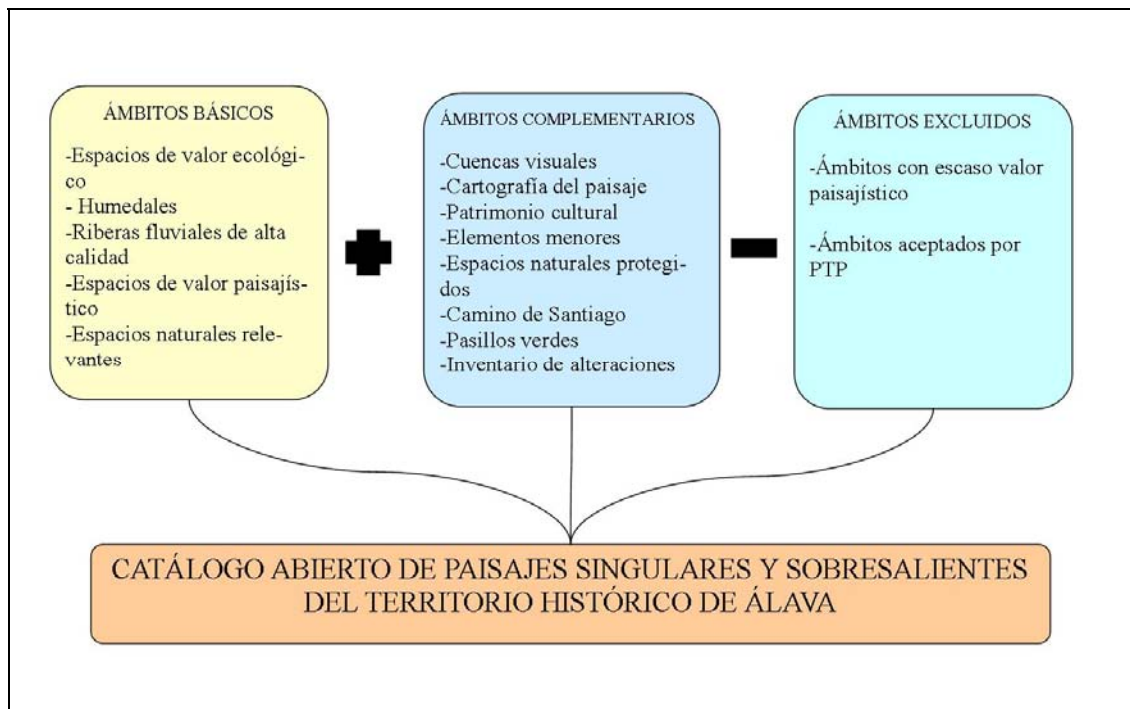 ÁMBITOS BÁSICOS
-Espacios de valor ecológi-
co
- Humedales
-Riberas fluviales de alta
calidad
-Espacios de valor paisajís-
tico
-Espacios naturales rele-
vantes
ÁMBITOS COMPLEMENTARIOS
-Cuencas visuales
-Cartografía del paisaje
-Patrimonio cultural
-Elementos menores
-Espacios naturales protegi-
dos
-Camino de Santiago
-Pasillos verdes
-Inventario de alteraciones
ÁMBITOS EXCLUIDOS
-Ámbitos con escaso valor
paisajístico
-Ámbitos aceptados por
PTP
CATÁLOGO ABIERTO DE PAISAJES SINGULARES Y SOBRESALIENTES
DEL TERRITORIO HISTÓRICO DE ÁLAVA